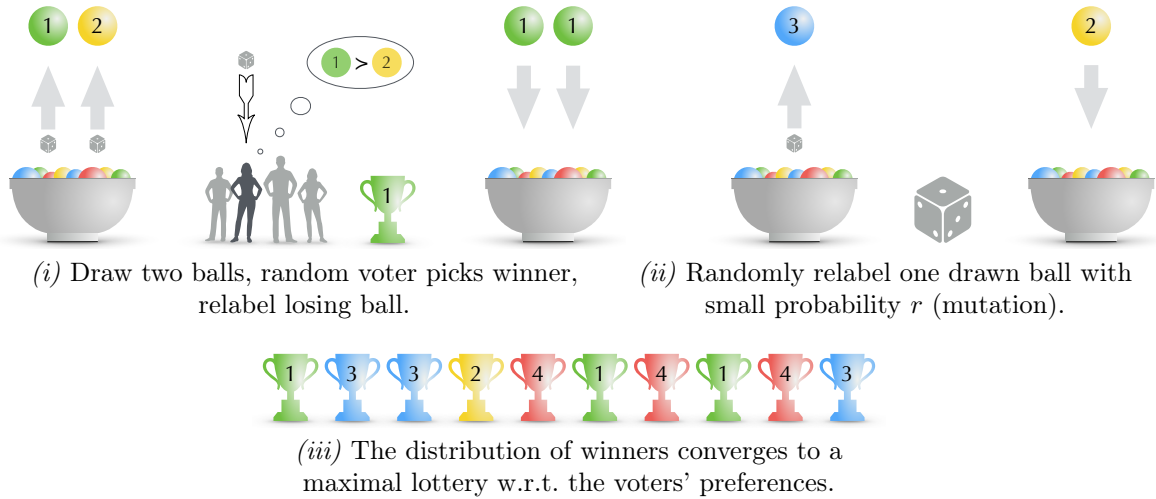 1 2
1 > 2
1
1 1
3
2
(i) Draw two balls, random voter picks winner,
relabel losing ball.
(ii) Randomly relabel one drawn ball with
small probability r (mutation).
1 3 3 2 4 1 4 1 4 3
(iii) The distribution of winners converges to a
maximal lottery w.r.t. the voters' preferences.